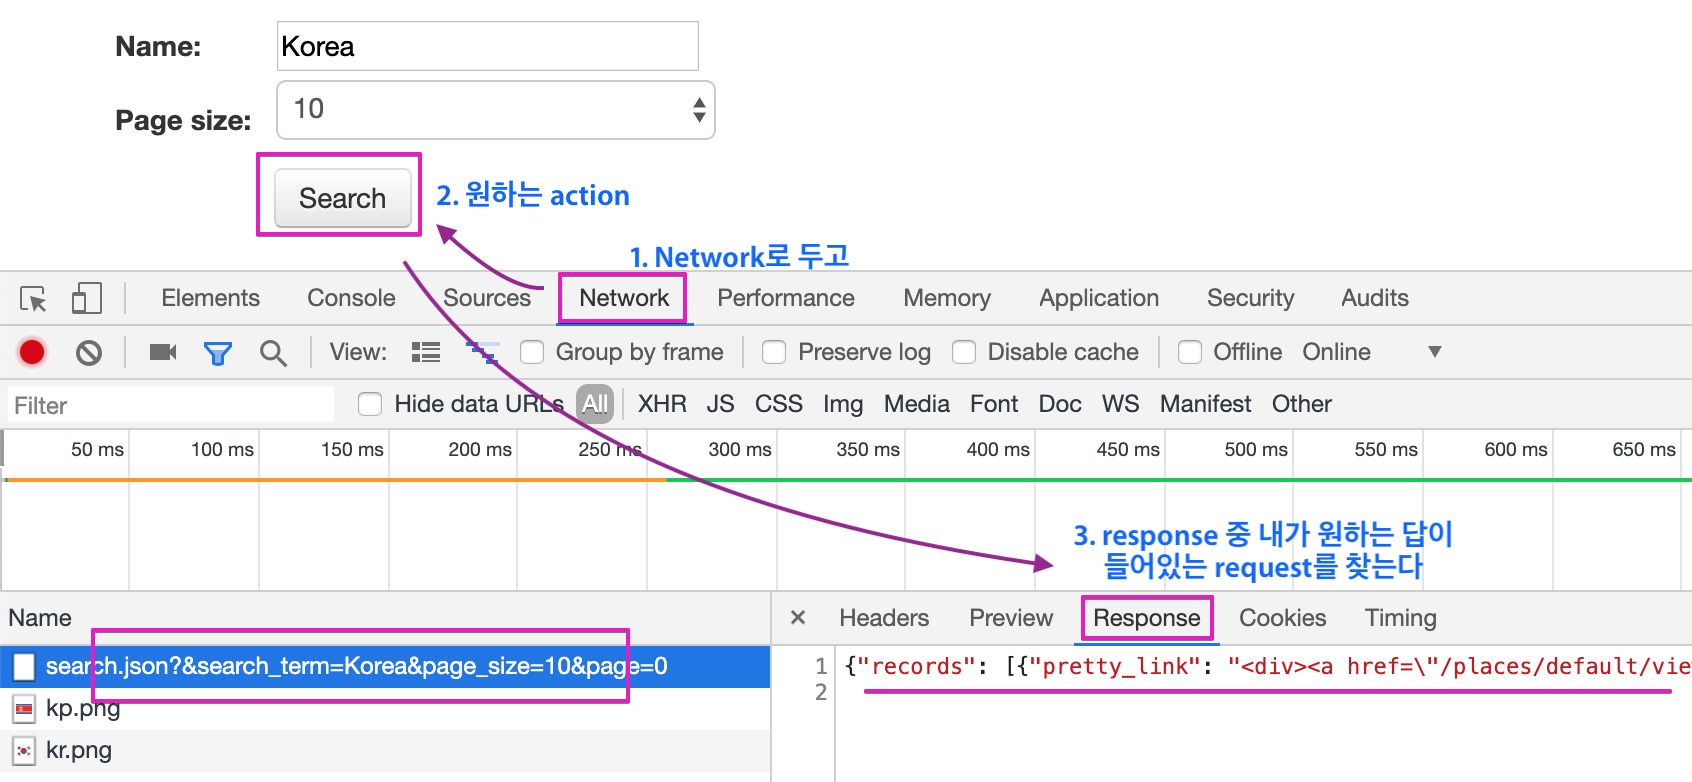 Name: Korea
Page size: 10
Search
2. 원하는 action
1. Network로 두고
Elements Console Sources Network Performance Memory Application Security Audits
View: Group by frame Preserve log Disable cache Offline Online
Filter Hide data URLs All XHR JS CSS Img Media Font Doc WS Manifest Other
50 ms 100 ms 150 ms 200 ms 250 ms 300 ms 350 ms 400 ms 450 ms 500 ms 550 ms 600 ms 650 ms
3. response 중 내가 원하는 답이
들어있는 request를 찾는다
Name × Headers Preview Response Cookies Timing
search.json?&search_term=Korea&page_size=10&page=0
1 {"records": [{"pretty_link": "<div><a href=\"/places/default/vie
2
kp.png
kr.png